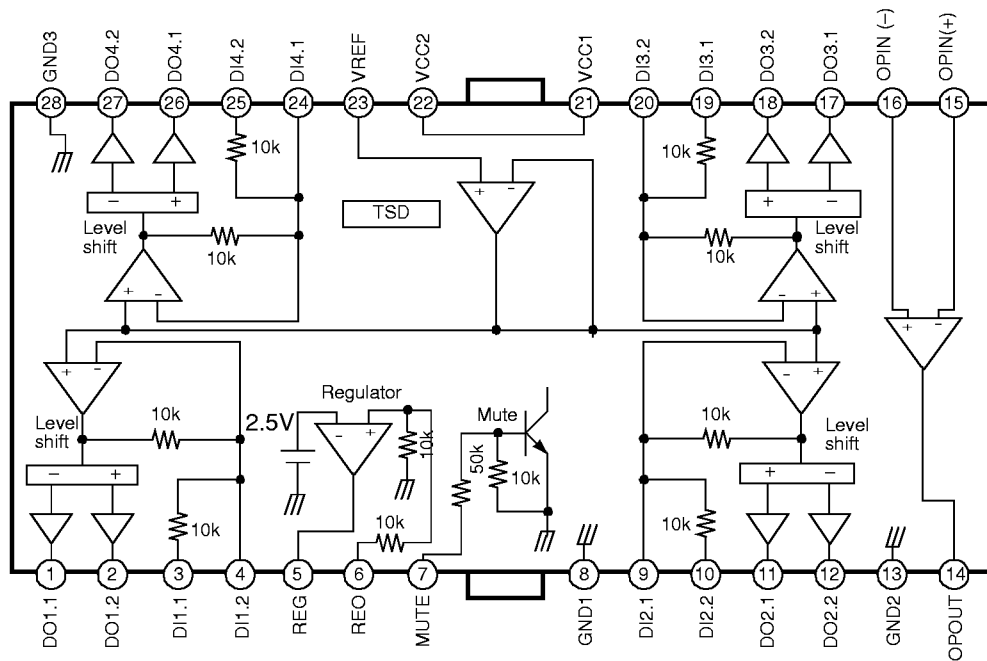 GND3
DO4.2
DO4.1
DI4.2
DI4.1
VREF
VCC2
VCC1
DI3.2
DI3.1
DO3.2
DO3.1
OPIN (−)
OPIN(+)
28 27 26 25 24 23 22 21 20 19 18 17 16 15
10k 10k
TSD
− + + − + −
Level
shift
10k
10k
Level
shift
+ − − +
+ − + −
+ − − +
Regulator
Level
shift
10k
2.5V
− +
10k
Mute
50k
10k
10k
Level
shift
− + + −
10k
10k
10k
1 2 3 4 5 6 7 8 9 10 11 12 13 14
DO1.1
DO1.2
DI1.1
DI1.2
REG
REO
MUTE
GND1
DI2.1
DI2.2
DO2.1
DO2.2
GND2
OPOUT